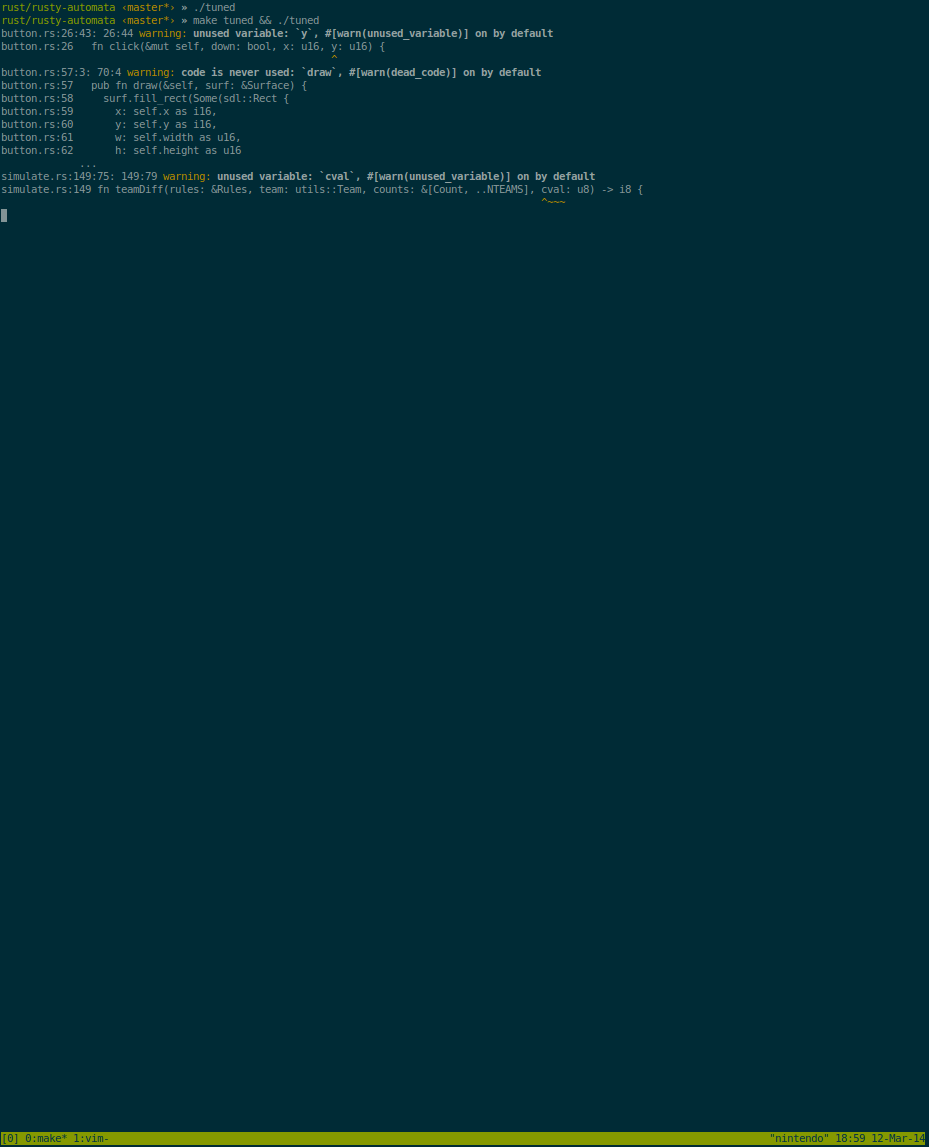 rust/rusty-automata ‹master*› » ./tuned
rust/rusty-automata ‹master*› » make tuned && ./tuned
button.rs:26:43: 26:44 warning: unused variable: `y`, #[warn(unused_variable)] on by default
button.rs:26   fn click(&mut self, down: bool, x: u16, y: u16) {
                                                       ^
button.rs:57:3: 70:4 warning: code is never used: `draw`, #[warn(dead_code)] on by default
button.rs:57   pub fn draw(&self, surf: &Surface) {
button.rs:58     surf.fill_rect(Some(sdl::Rect {
button.rs:59       x: self.x as i16,
button.rs:60       y: self.y as i16,
button.rs:61       w: self.width as u16,
button.rs:62       h: self.height as u16
             ...
simulate.rs:149:75: 149:79 warning: unused variable: `cval`, #[warn(unused_variable)] on by default
simulate.rs:149 fn teamDiff(rules: &Rules, team: utils::Team, counts: &[Count, ..NTEAMS], cval: u8) -> i8 {
                                                                                          ^~~~
[0] 0:make* 1:vim- "nintendo" 18:59 12-Mar-14